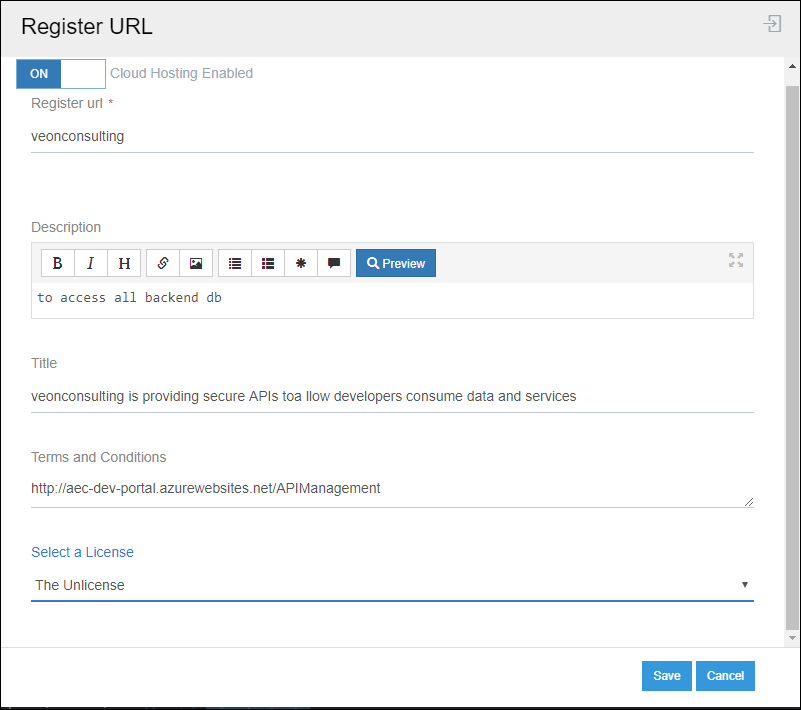 Register URL
ON Cloud Hosting Enabled
Register url *
veonconsulting
Description
B I H Preview
to access all backend db
Title
veonconsulting is providing secure APIs toa llow developers consume data and services
Terms and Conditions
http://aec-dev-portal.azurewebsites.net/APIManagement
Select a License
The Unlicense
Save Cancel